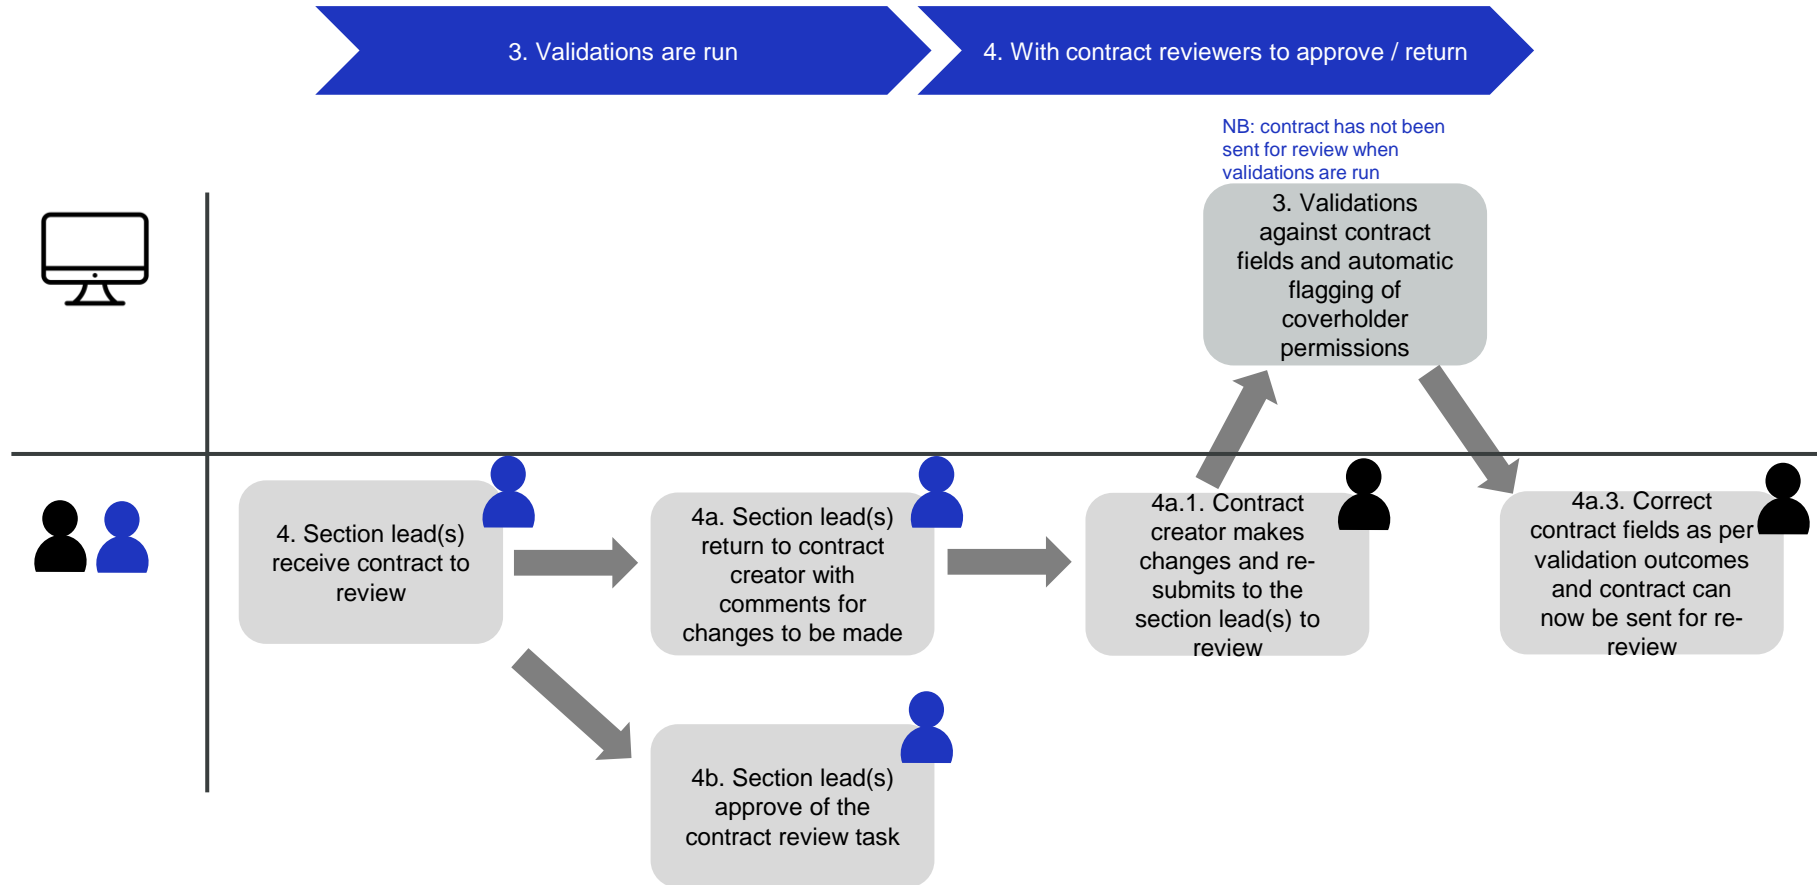 3. Validations are run
4. With contract reviewers to approve / return
NB: contract has not been
sent for review when
validations are run
3. Validations
against contract
fields and automatic
flagging of
coverholder
permissions
4. Section lead(s)
receive contract to
review
4a. Section lead(s)
return to contract
creator with
comments for
changes to be made
4a.1. Contract
creator makes
changes and re-
submits to the
section lead(s) to
review
4a.3. Correct
contract fields as per
validation outcomes
and contract can
now be sent for re-
review
4b. Section lead(s)
approve of the
contract review task